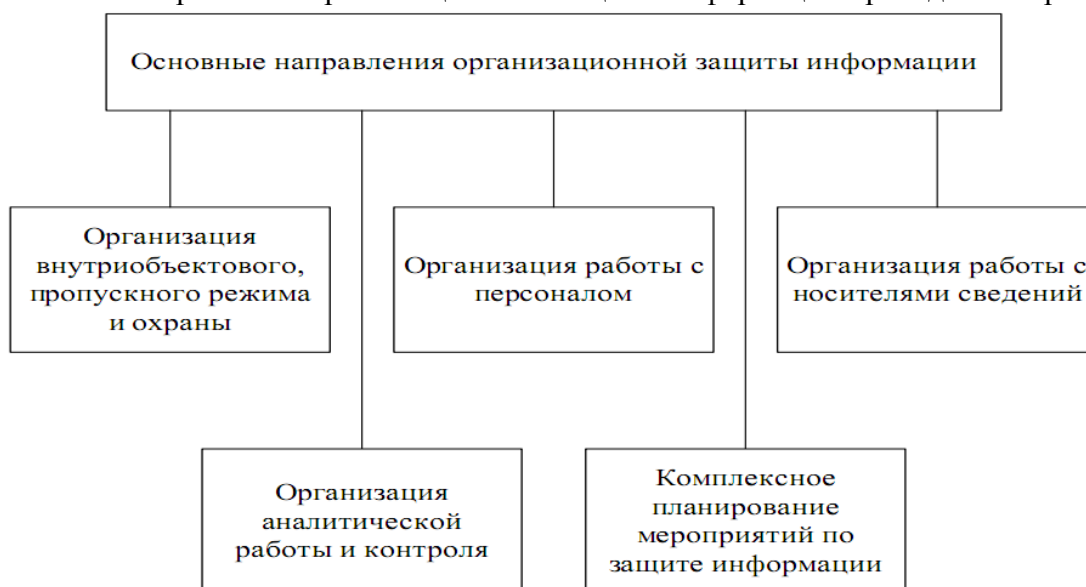 Основные направления организационной защиты информации
Организация
внутриобъектового,
пропускного режима
и охраны
Организация работы с
персоналом
Организация работы с
носителями сведений
Организация
аналитической
работы и контроля
Комплексное
планирование
мероприятий по
защите информации